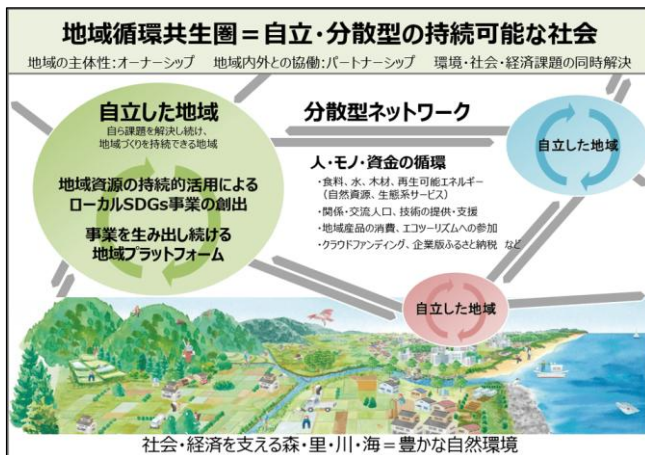 地域循環共生圏＝自立・分散型の持続可能な社会
地域の主体性：オーナーシップ　地域内外との協働：パートナーシップ　環境・社会・経済課題の同時解決
自立した地域
自ら課題を解決し続け、
地域づくりを持続できる地域
地域資源の持続的活用による
ローカルSDGs事業の創出
事業を生み出し続ける
地域プラットフォーム
分散型ネットワーク
人・モノ・資金の循環
・食料、水、木材、再生可能エネルギー
（自然資源、生態系サービス）
・関係・交流人口、技術の提供・支援
・地域産品の消費、エコツーリズムへの参加
・クラウドファンディング、企業版ふるさと納税　など
自立した地域
自立した地域
社会・経済を支える森・里・川・海＝豊かな自然環境